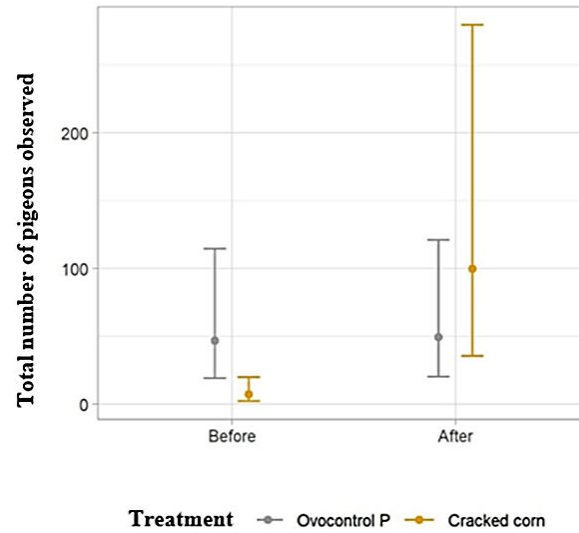 Total number of pigeons observed
200
100
0
Before After
Treatment Ovocontrol P Cracked corn